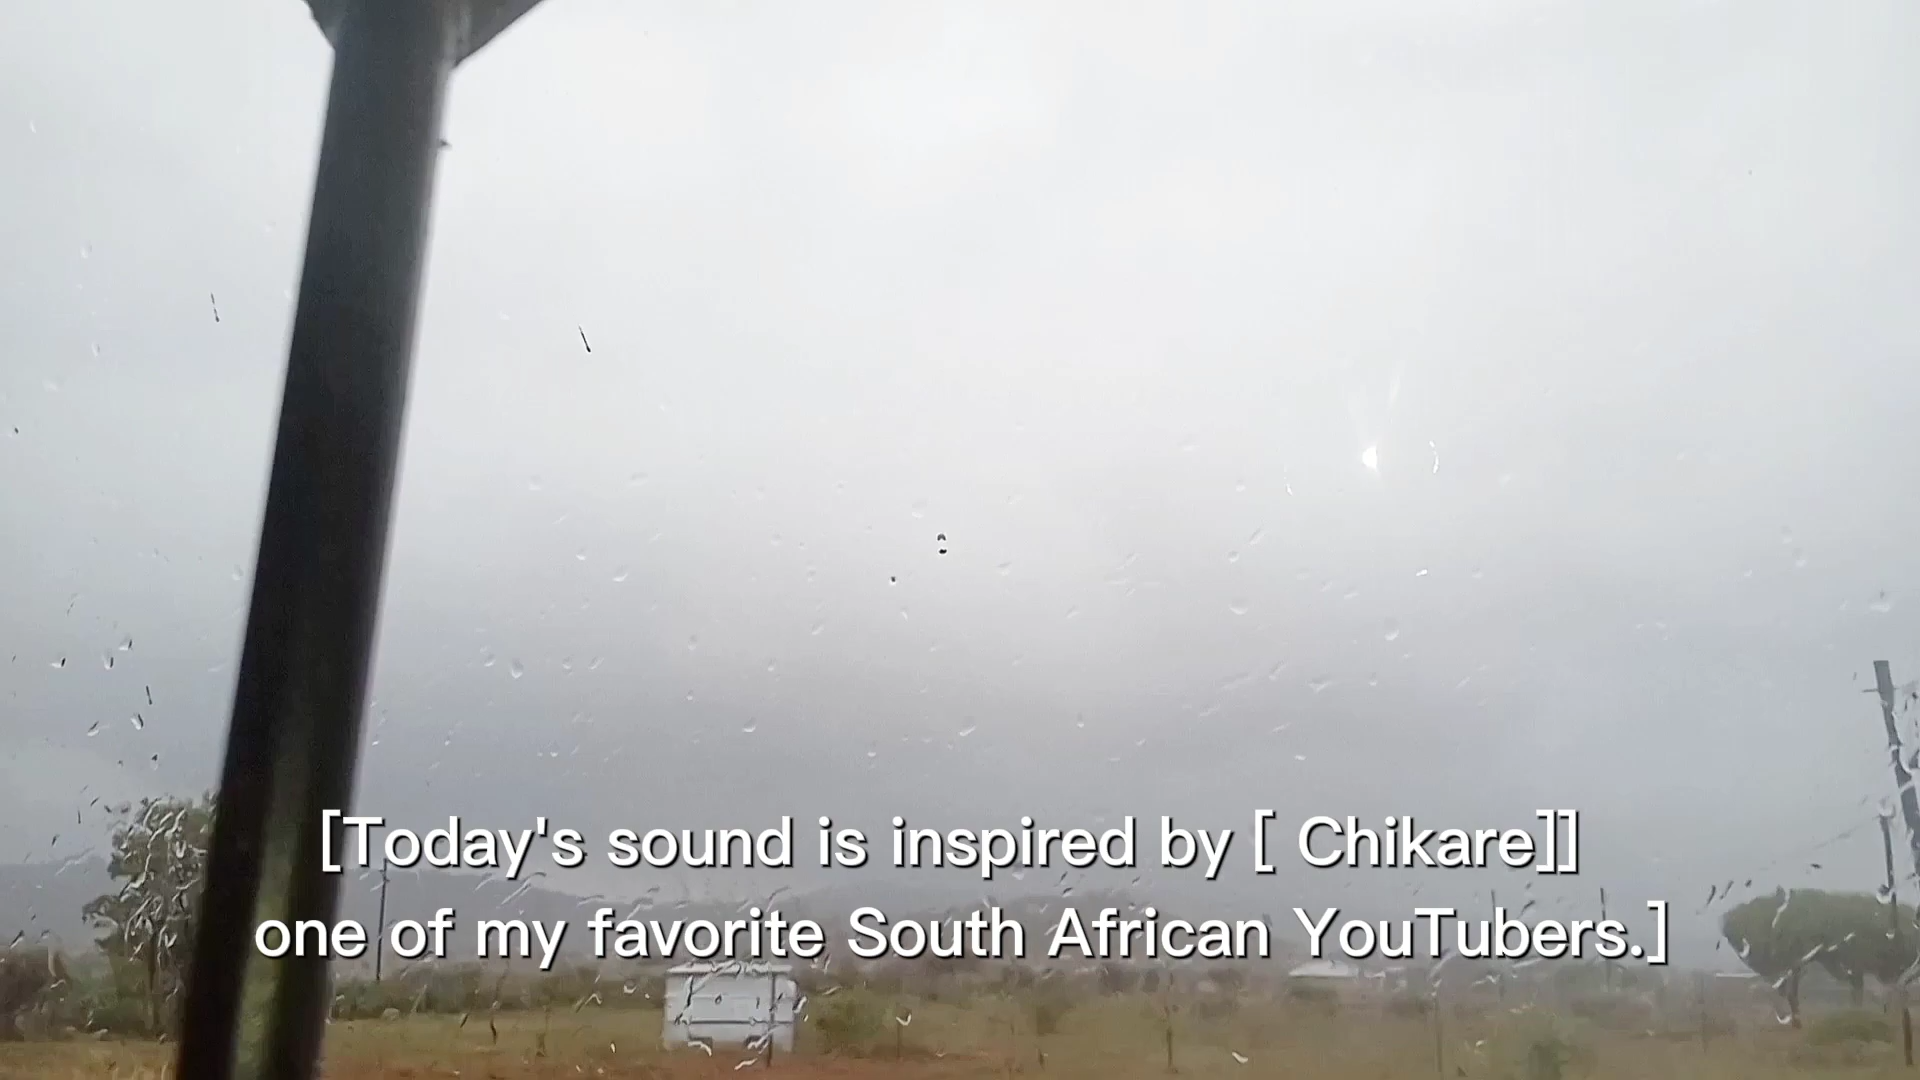 [Today's sound is inspired by [ Chikare]]
one of my favorite South African YouTubers.]